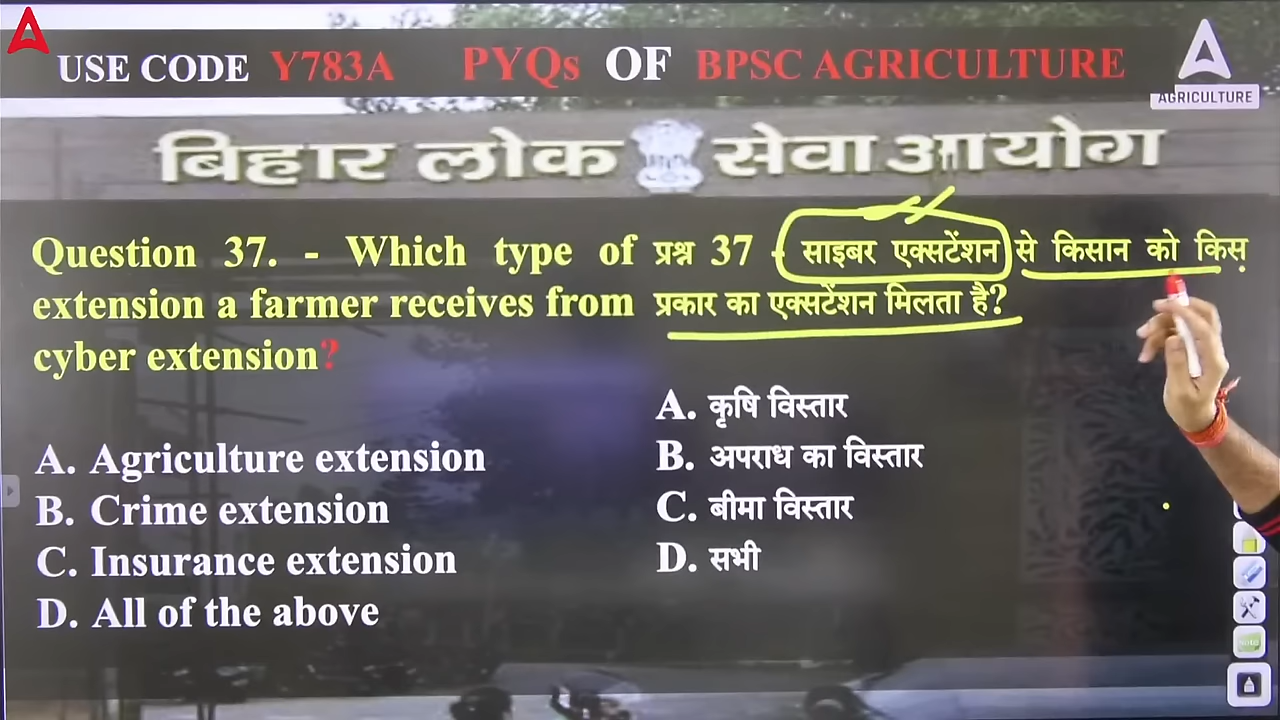 USE CODE Y783A PYQs OF BPSC AGRICULTURE
AGRICULTURE
बिहार लोक सेवा आयोग
Question 37. - Which type of
extension a farmer receives from
cyber extension?
A. Agriculture extension
B. Crime extension
C. Insurance extension
D. All of the above
प्रश्न 37 - साइबर एक्सटेंशन से किसान को किस
प्रकार का एक्सटेंशन मिलता है?
A. कृषि विस्तार
B. अपराध का विस्तार
C. बीमा विस्तार
D. सभी